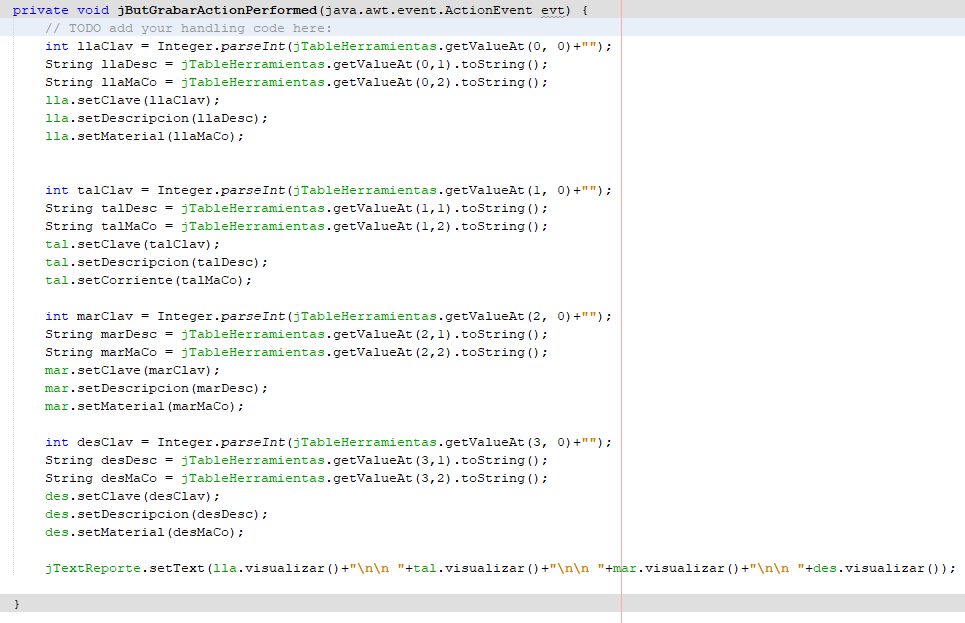 private void jButGrabarActionPerformed(java.awt.event.ActionEvent evt) {
// TODO add your handling code here:
int llaClav = Integer.parseInt(jTableHerramientas.getValueAt(0, 0)+"");
String llaDesc = jTableHerramientas.getValueAt(0,1).toString();
String llaMaCo = jTableHerramientas.getValueAt(0,2).toString();
lla.setClave(llaClav);
lla.setDescripcion(llaDesc);
lla.setMaterial(llaMaCo);
int talClav = Integer.parseInt(jTableHerramientas.getValueAt(1, 0)+"");
String talDesc = jTableHerramientas.getValueAt(1,1).toString();
String talMaCo = jTableHerramientas.getValueAt(1,2).toString();
tal.setClave(talClav);
tal.setDescripcion(talDesc);
tal.setCorriente(talMaCo);
int marClav = Integer.parseInt(jTableHerramientas.getValueAt(2, 0)+"");
String marDesc = jTableHerramientas.getValueAt(2,1).toString();
String marMaCo = jTableHerramientas.getValueAt(2,2).toString();
mar.setClave(marClav);
mar.setDescripcion(marDesc);
mar.setMaterial(marMaCo);
int desClav = Integer.parseInt(jTableHerramientas.getValueAt(3, 0)+"");
String desDesc = jTableHerramientas.getValueAt(3,1).toString();
String desMaCo = jTableHerramientas.getValueAt(3,2).toString();
des.setClave(desClav);
des.setDescripcion(desDesc);
des.setMaterial(desMaCo);
jTextReporte.setText(lla.visualizar()+"\n\n "+tal.visualizar()+"\n\n "+mar.visualizar()+"\n\n "+des.visualizar());
}